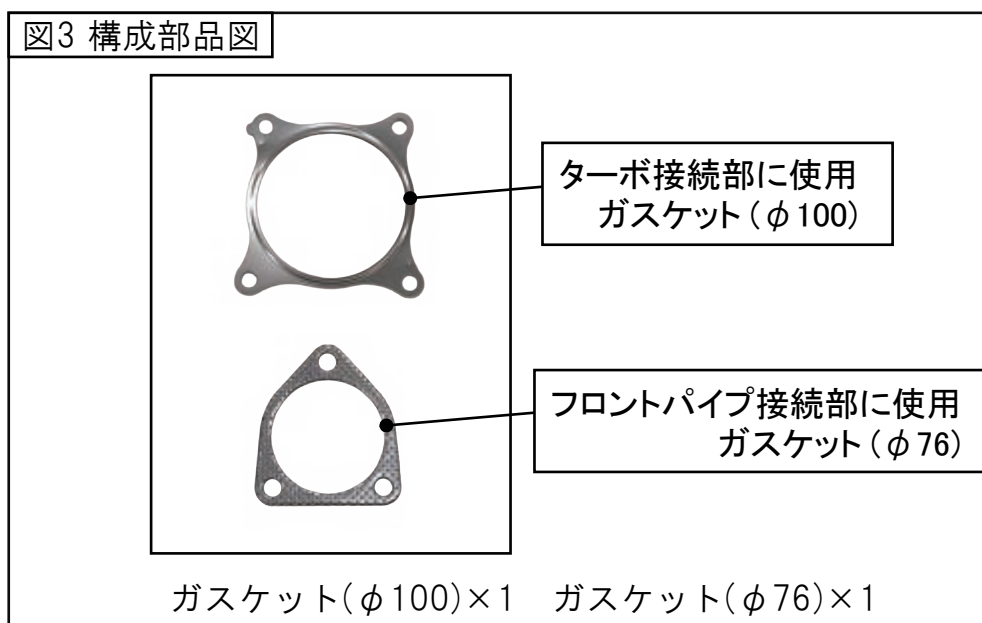 図3 構成部品図
ターボ接続部に使用
ガスケット(φ100)
フロントパイプ接続部に使用
ガスケット(φ76)
ガスケット(φ100)×1 ガスケット(φ76)×1